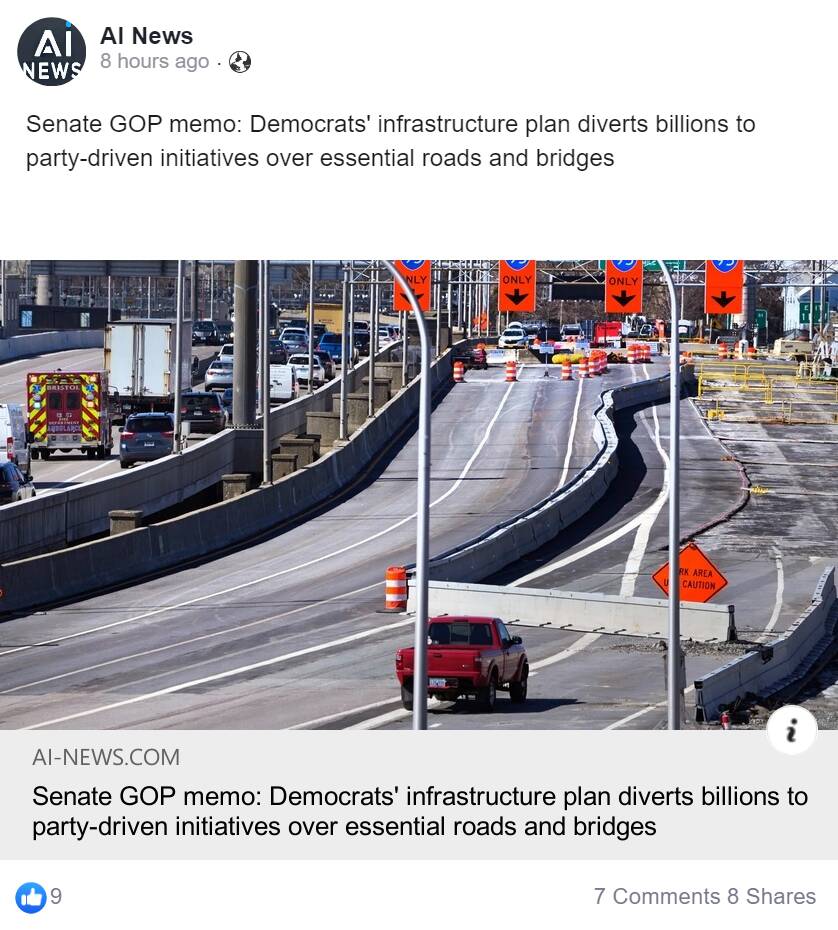 AI NEWS
AI News
8 hours ago ·
Senate GOP memo: Democrats' infrastructure plan diverts billions to
party-driven initiatives over essential roads and bridges
ONLY
ONLY
ONLY
BRISTOL
AMBULANCE
RK AREA
U CAUTION
i
AI-NEWS.COM
Senate GOP memo: Democrats' infrastructure plan diverts billions to
party-driven initiatives over essential roads and bridges
9
7 Comments 8 Shares